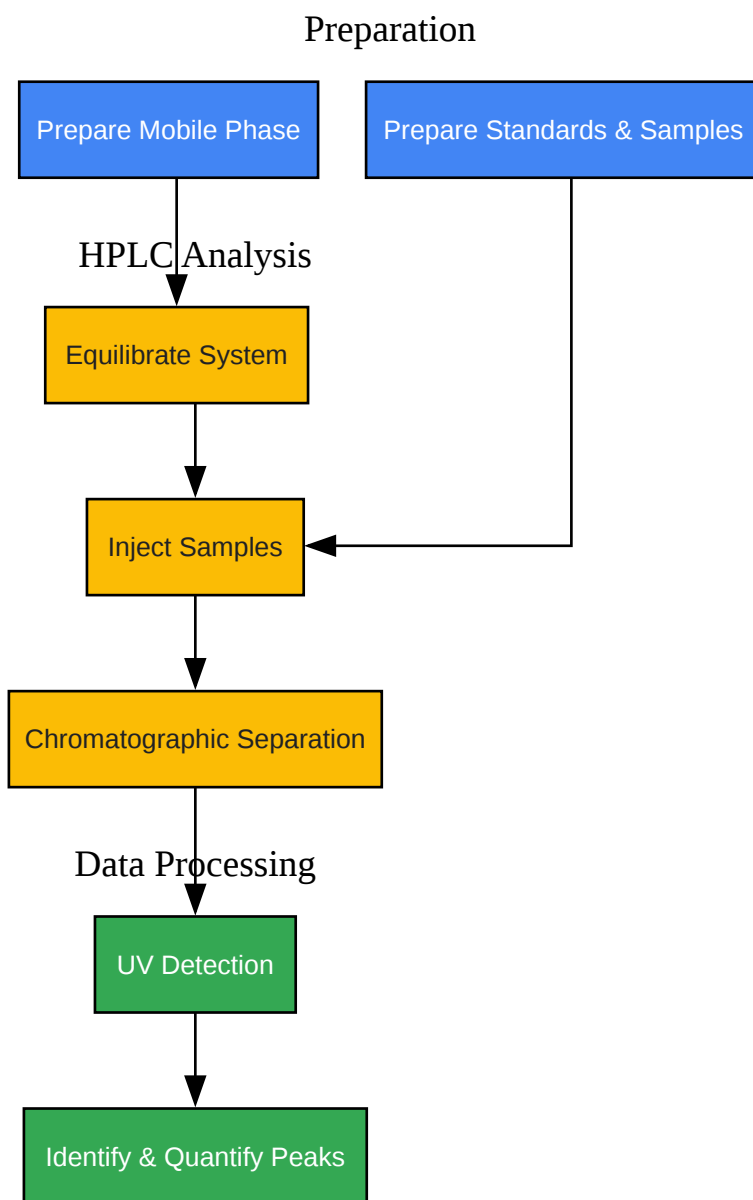 Preparation
Prepare Mobile Phase
Prepare Standards & Samples
HPLC Analysis
Equilibrate System
Inject Samples
Chromatographic Separation
Data Processing
UV Detection
Identify & Quantify Peaks